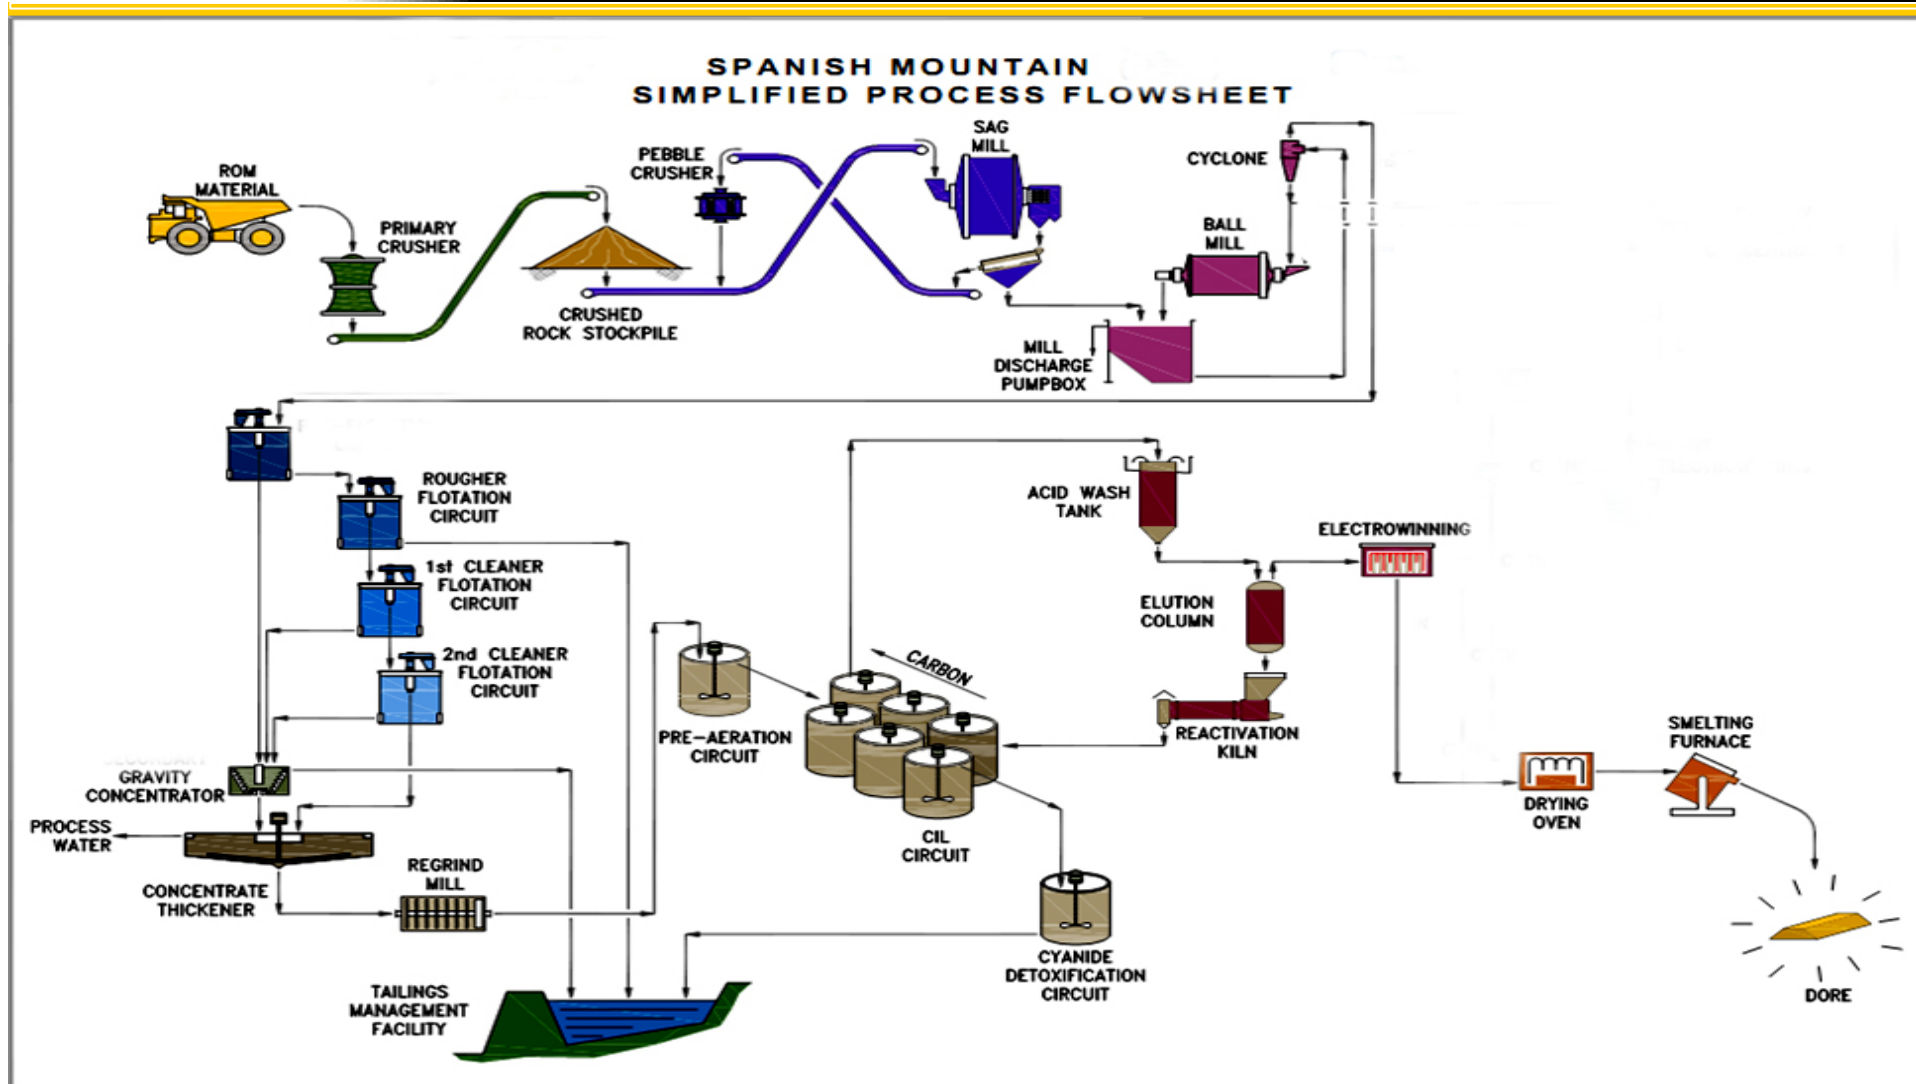 SPANISH MOUNTAIN
SIMPLIFIED PROCESS FLOWSHEET
ROM
MATERIAL
PRIMARY
CRUSHER
CRUSHED
ROCK STOCKPILE
PEBBLE
CRUSHER
SAG
MILL
CYCLONE
BALL
MILL
MILL
DISCHARGE
PUMPBOX
ROUGHER
FLOTATION
CIRCUIT
1st CLEANER
FLOTATION
CIRCUIT
2nd CLEANER
FLOTATION
CIRCUIT
GRAVITY
CONCENTRATOR
PROCESS
WATER
CONCENTRATE
THICKENER
REGRIND
MILL
PRE-AERATION
CIRCUIT
CARBON
CIL
CIRCUIT
ACID WASH
TANK
ELUTION
COLUMN
REACTIVATION
KILN
ELECTROWINNING
DRYING
OVEN
SMELTING
FURNACE
DORE
CYANIDE
DETOXIFICATION
CIRCUIT
TAILINGS
MANAGEMENT
FACILITY